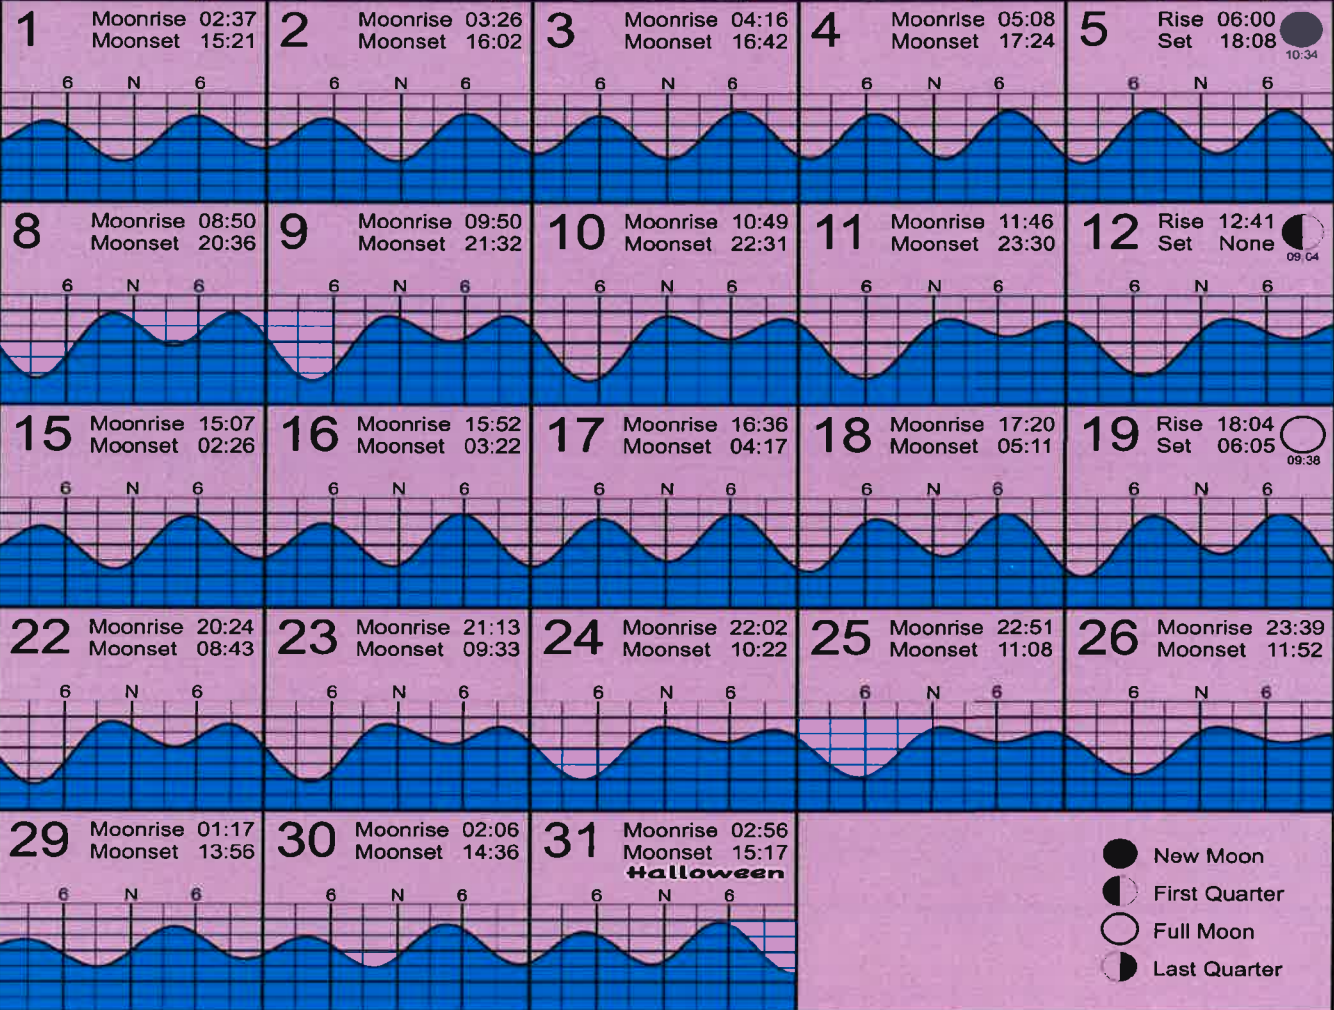 1 Moonrise 02:37
Moonset 15:21
6 N 6
2 Moonrise 03:26
Moonset 16:02
6 N 6
3 Moonrise 04:16
Moonset 16:42
6 N 6
4 Moonrise 05:08
Moonset 17:24
6 N 6
5 Rise 06:00
Set 18:08
10:34
6 N 6
8 Moonrise 08:50
Moonset 20:36
6 N 6
9 Moonrise 09:50
Moonset 21:32
6 N 6
10 Moonrise 10:49
Moonset 22:31
6 N 6
11 Moonrise 11:46
Moonset 23:30
6 N 6
12 Rise 12:41
Set None
09:04
6 N 6
15 Moonrise 15:07
Moonset 02:26
6 N 6
16 Moonrise 15:52
Moonset 03:22
6 N 6
17 Moonrise 16:36
Moonset 04:17
6 N 6
18 Moonrise 17:20
Moonset 05:11
6 N 6
19 Rise 18:04
Set 06:05
09:38
6 N 6
22 Moonrise 20:24
Moonset 08:43
6 N 6
23 Moonrise 21:13
Moonset 09:33
6 N 6
24 Moonrise 22:02
Moonset 10:22
6 N 6
25 Moonrise 22:51
Moonset 11:08
6 N 6
26 Moonrise 23:39
Moonset 11:52
6 N 6
29 Moonrise 01:17
Moonset 13:56
6 N 6
30 Moonrise 02:06
Moonset 14:36
6 N 6
31 Moonrise 02:56
Moonset 15:17
Halloween
6 N 6
New Moon
First Quarter
Full Moon
Last Quarter